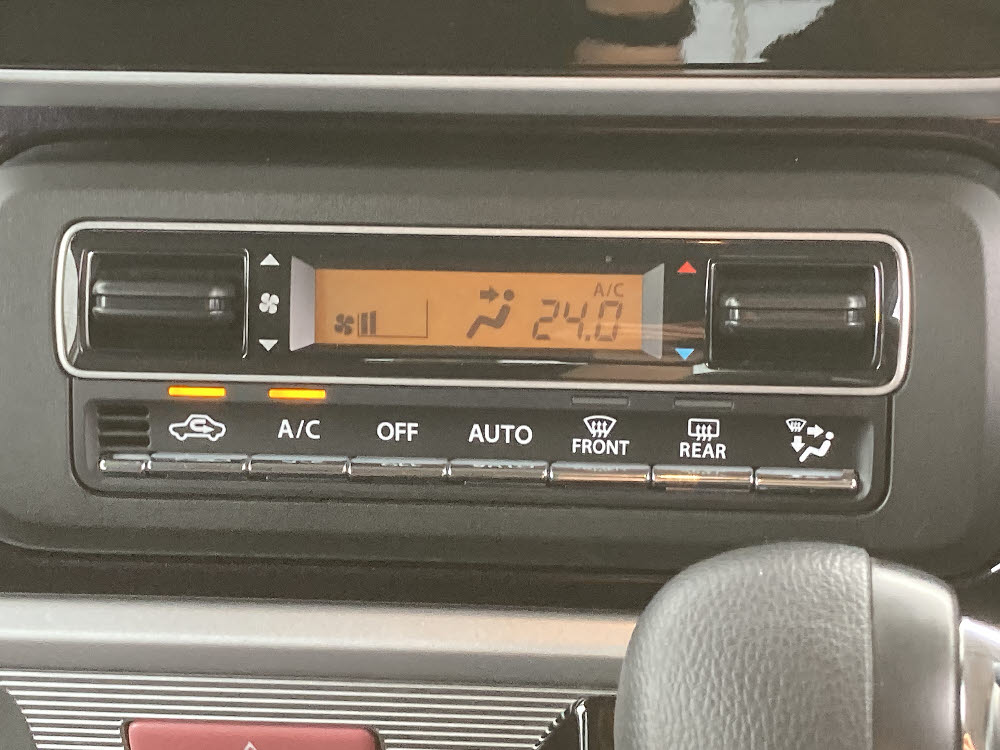 A/C
24.0
A/C
OFF
AUTO
FRONT
REAR